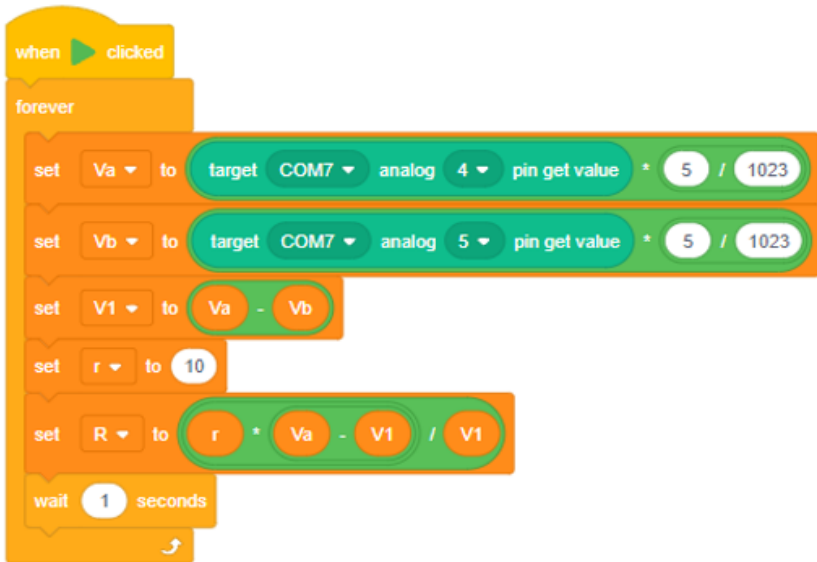 when clicked
forever
set Va to target COM7 analog 4 pin get value * 5 / 1023
set Vb to target COM7 analog 5 pin get value * 5 / 1023
set V1 to Va - Vb
set r to 10
set R to r * Va - V1 / V1
wait 1 seconds